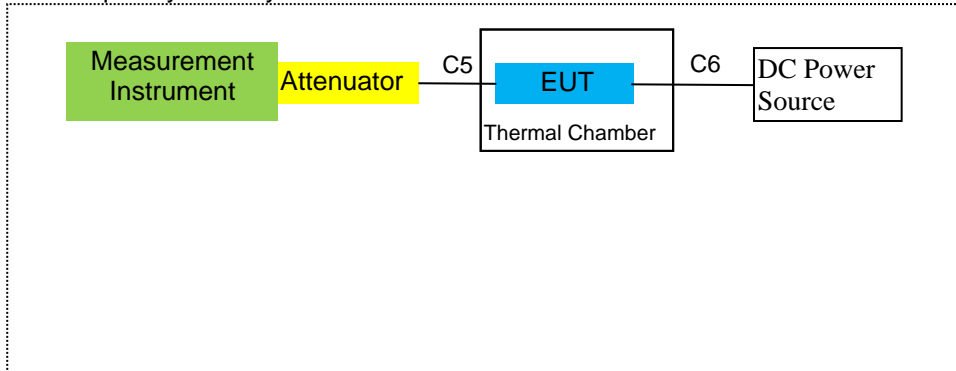 Measurement
Instrument
Attenuator
C5
EUT
Thermal Chamber
C6
DC Power
Source